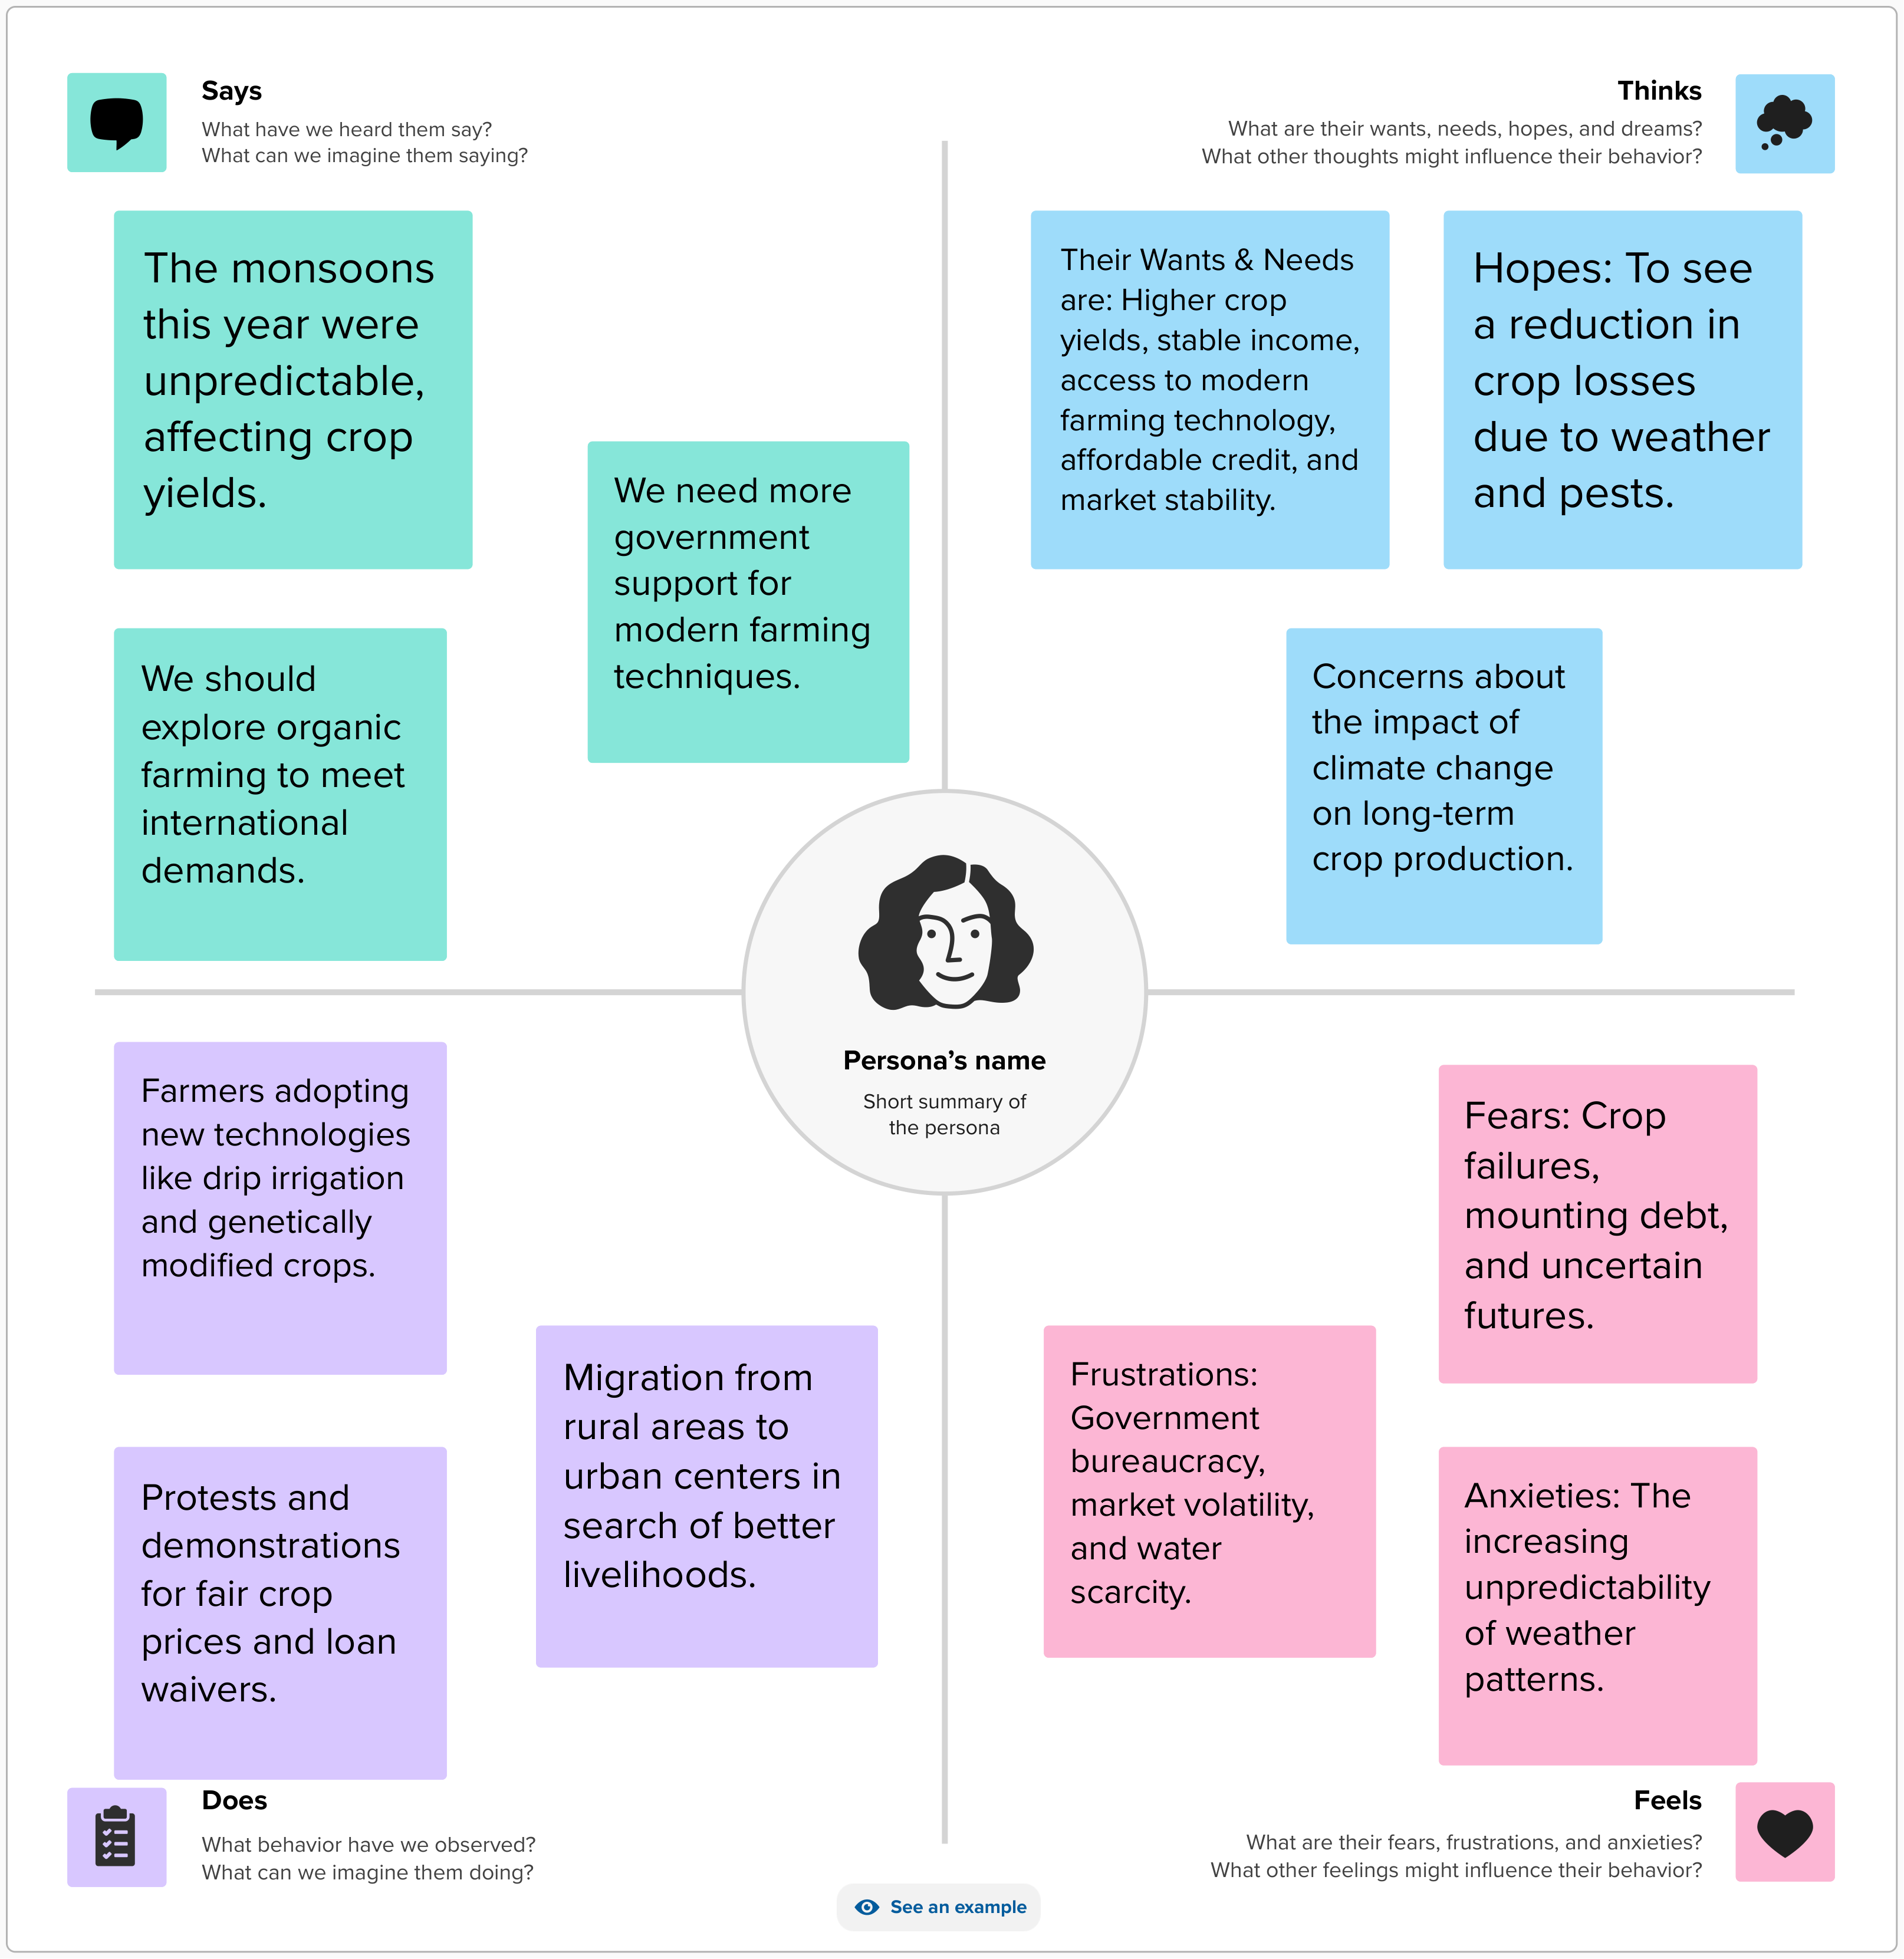 Says
What have we heard them say?
What can we imagine them saying?
Thinks
What are their wants, needs, hopes, and dreams?
What other thoughts might influence their behavior?
The monsoons
this year were
unpredictable,
affecting crop
yields.
We need more
government
support for
modern farming
techniques.
We should
explore organic
farming to meet
international
demands.
Their Wants & Needs
are: Higher crop
yields, stable income,
access to modern
farming technology,
affordable credit, and
market stability.
Hopes: To see
a reduction in
crop losses
due to weather
and pests.
Concerns about
the impact of
climate change
on long-term
crop production.
Persona’s name
Short summary of
the persona
Farmers adopting
new technologies
like drip irrigation
and genetically
modified crops.
Migration from
rural areas to
urban centers in
search of better
livelihoods.
Protests and
demonstrations
for fair crop
prices and loan
waivers.
Fears: Crop
failures,
mounting debt,
and uncertain
futures.
Frustrations:
Government
bureaucracy,
market volatility,
and water
scarcity.
Anxieties: The
increasing
unpredictability
of weather
patterns.
Does
What behavior have we observed?
What can we imagine them doing?
Feels
What are their fears, frustrations, and anxieties?
What other feelings might influence their behavior?
See an example